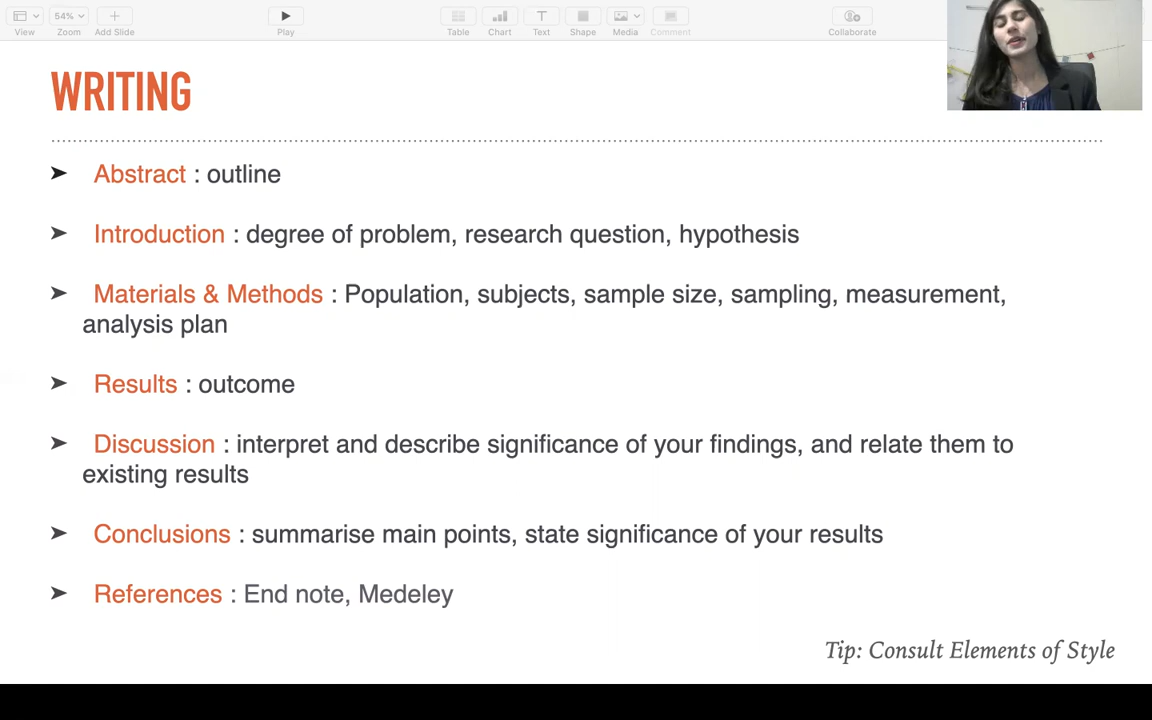 View
54%
Zoom
Add Slide
Play
Table
Chart
Text
Shape
Media
Comment
Collaborate
WRITING
➤ Abstract : outline
➤ Introduction : degree of problem, research question, hypothesis
➤ Materials & Methods : Population, subjects, sample size, sampling, measurement,
analysis plan
➤ Results : outcome
➤ Discussion : interpret and describe significance of your findings, and relate them to
existing results
➤ Conclusions : summarise main points, state significance of your results
➤ References : End note, Medeley
Tip: Consult Elements of Style